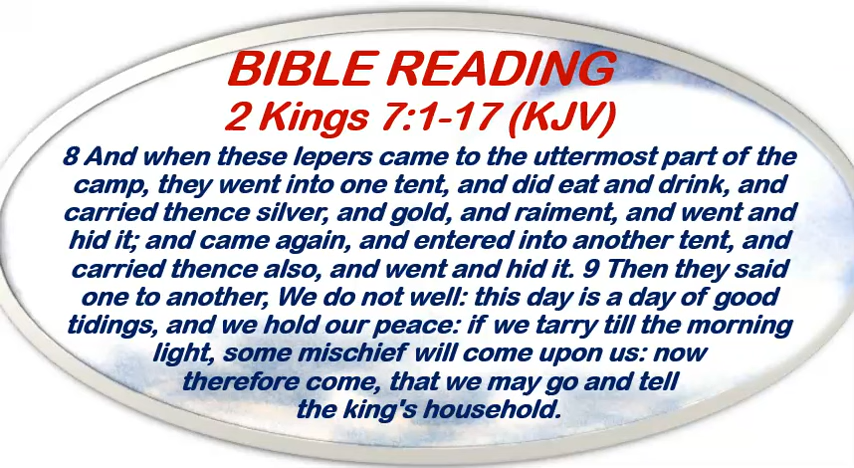 BIBLE READING
2 Kings 7:1-17 (KJV)
8 And when these lepers came to the uttermost part of the
camp, they went into one tent, and did eat and drink, and
carried thence silver, and gold, and raiment, and went and
hid it; and came again, and entered into another tent, and
carried thence also, and went and hid it. 9 Then they said
one to another, We do not well: this day is a day of good
tidings, and we hold our peace: if we tarry till the morning
light, some mischief will come upon us: now
therefore come, that we may go and tell
the king's household.